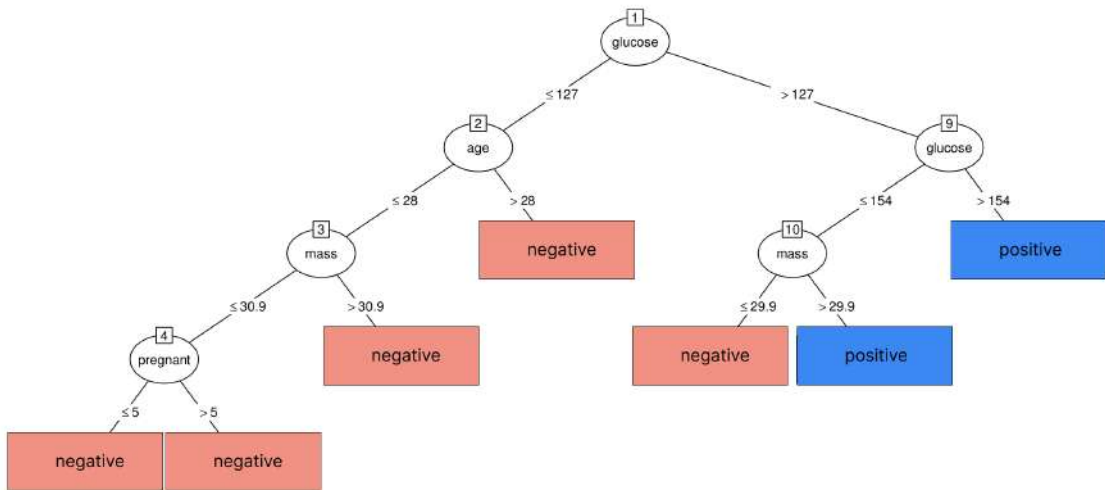 1
glucose
≤ 127
> 127
2
age
9
glucose
≤ 28
> 28
≤ 154
> 154
3
mass
negative
10
mass
positive
≤ 30.9
> 30.9
≤ 29.9
> 29.9
4
pregnant
negative
negative
positive
≤ 5
> 5
negative
negative